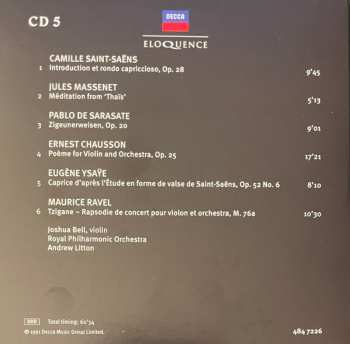 CD 5
DECCA
ELOQUENCE
CAMILLE SAINT-SAËNS
1 Introduction et rondo capriccioso, Op. 28 9'45
JULES MASSENET
2 Méditation from 'Thaïs' 5'13
PABLO DE SARASATE
3 Zigeunerweisen, Op. 20 9'01
ERNEST CHAUSSON
4 Poème for Violin and Orchestra, Op. 25 17'21
EUGÈNE YSAŸE
5 Caprice d'après l'Étude en forme de valse de Saint-Saëns, Op. 52 No. 6 8'10
MAURICE RAVEL
6 Tzigane – Rapsodie de concert pour violon et orchestra, M. 76a 10'30
Joshua Bell, violin
Royal Philharmonic Orchestra
Andrew Litton
DDD Total timing: 61'34
℗ 1991 Decca Music Group Limited. 484 7226